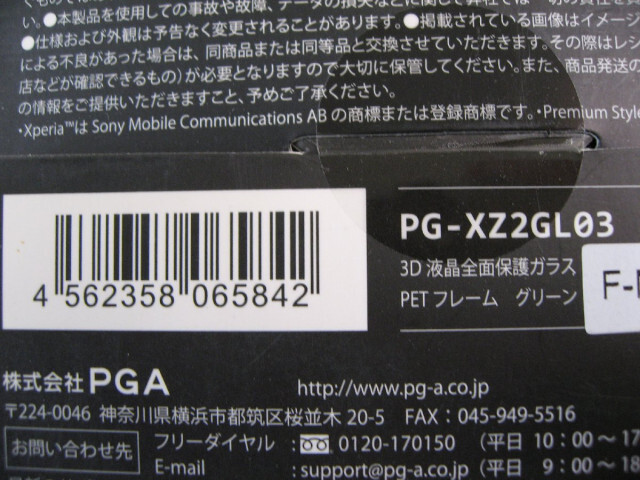 ●本製品を使用しての事故や故障、データの損失などに関して弊社では一切の責任を
●仕様および外観は予告なく変更されることがあります。●掲載されている画像はイメージ
による不良があった場合は、同商品または同等品と交換させていただきます。その際はレシ
店などが確認できるもの）が必要となりますので大切に保管してください。また、商品発送の
の情報をご提供いただきますこと、予めご了承ください。
・Xperia™は Sony Mobile Communications AB の商標または登録商標です。・Premium Style
4 562358 065842
PG-XZ2GL03
3D 液晶全面保護ガラス
PET フレーム　グリーン
F-
株式会社 PGA
http://www.pg-a.co.jp
〒224-0046 神奈川県横浜市都筑区桜並木 20-5 FAX：045-949-5516
お問い合わせ先
フリーダイヤル：0120-170150（平日 10：00〜17
E-mail：support@pg-a.co.jp（平日 9：00〜18